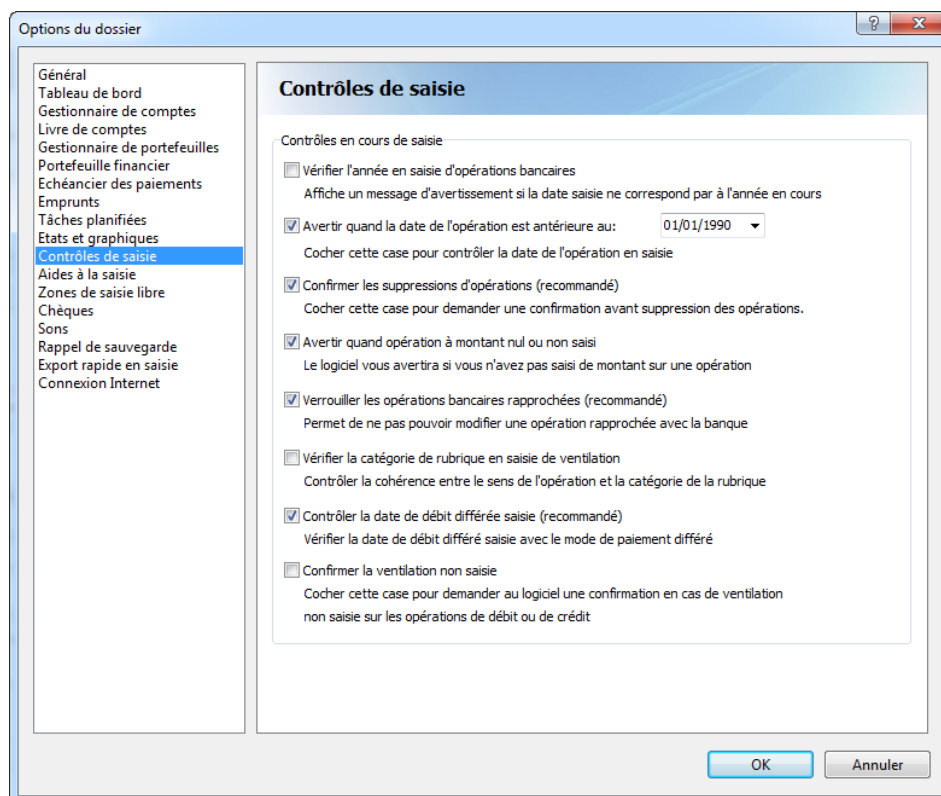 Options du dossier
Général
Tableau de bord
Gestionnaire de comptes
Livre de comptes
Gestionnaire de portefeuilles
Portefeuille financier
Echéancier des paiements
Emprunts
Tâches planifiées
Etats et graphiques
Contrôles de saisie
Aides à la saisie
Zones de saisie libre
Chèques
Sons
Rappel de sauvegarde
Export rapide en saisie
Connexion Internet
Contrôles de saisie
Contrôles en cours de saisie
Vérifier l'année en saisie d'opérations bancaires
Affiche un message d'avertissement si la date saisie ne correspond par à l'année en cours
Avertir quand la date de l'opération est antérieure au: 01/01/1990
Cocher cette case pour contrôler la date de l'opération en saisie
Confirmer les suppressions d'opérations (recommandé)
Cocher cette case pour demander une confirmation avant suppression des opérations.
Avertir quand opération à montant nul ou non saisi
Le logiciel vous avertira si vous n'avez pas saisi de montant sur une opération
Verrouiller les opérations bancaires rapprochées (recommandé)
Permet de ne pas pouvoir modifier une opération rapprochée avec la banque
Vérifier la catégorie de rubrique en saisie de ventilation
Contrôler la cohérence entre le sens de l'opération et la catégorie de la rubrique
Contrôler la date de débit différée saisie (recommandé)
Vérifier la date de débit différé saisie avec le mode de paiement différé
Confirmer la ventilation non saisie
Cocher cette case pour demander au logiciel une confirmation en cas de ventilation
non saisie sur les opérations de débit ou de crédit
OK
Annuler